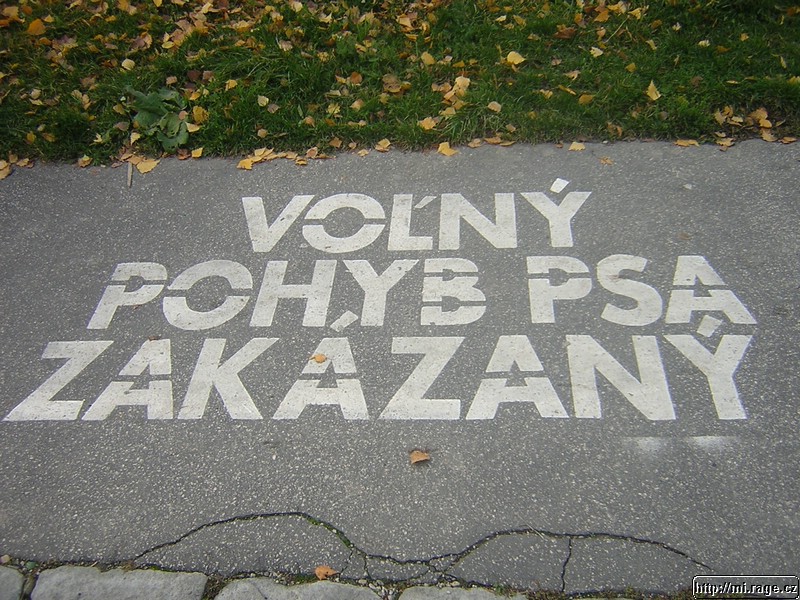 VOĽNÝ
POHYB PSA
ZAKÁZANÝ
http://mi.rage.cz